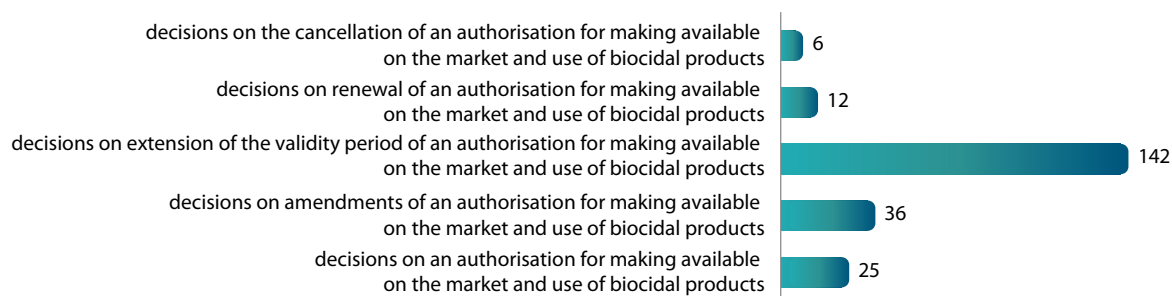 decisions on the cancellation of an authorisation for making available
on the market and use of biocidal products
6
decisions on renewal of an authorisation for making available
on the market and use of biocidal products
12
decisions on extension of the validity period of an authorisation for making available
on the market and use of biocidal products
142
decisions on amendments of an authorisation for making available
on the market and use of biocidal products
36
decisions on an authorisation for making available
on the market and use of biocidal products
25